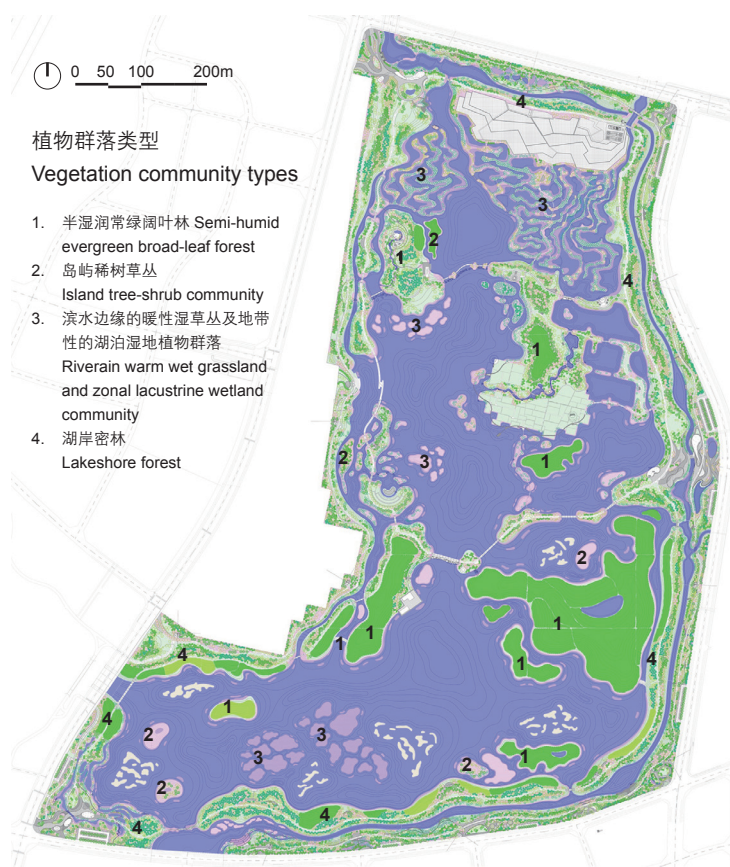 0 50 100 200m
植物群落类型
Vegetation community types
1. 半湿润常绿阔叶林 Semi-humid
evergreen broad-leaf forest
2. 岛屿稀树草丛
Island tree-shrub community
3. 滨水边缘的暖性湿草丛及地带
性的湖泊湿地植物群落
Riverain warm wet grassland
and zonal lacustrine wetland
community
4. 湖岸密林
Lakeshore forest
4
3
3
1
2
4
3
1
2
3
1
2
1
1
1
1
4
4
1
4
2
3
3
2
1
2
4
4